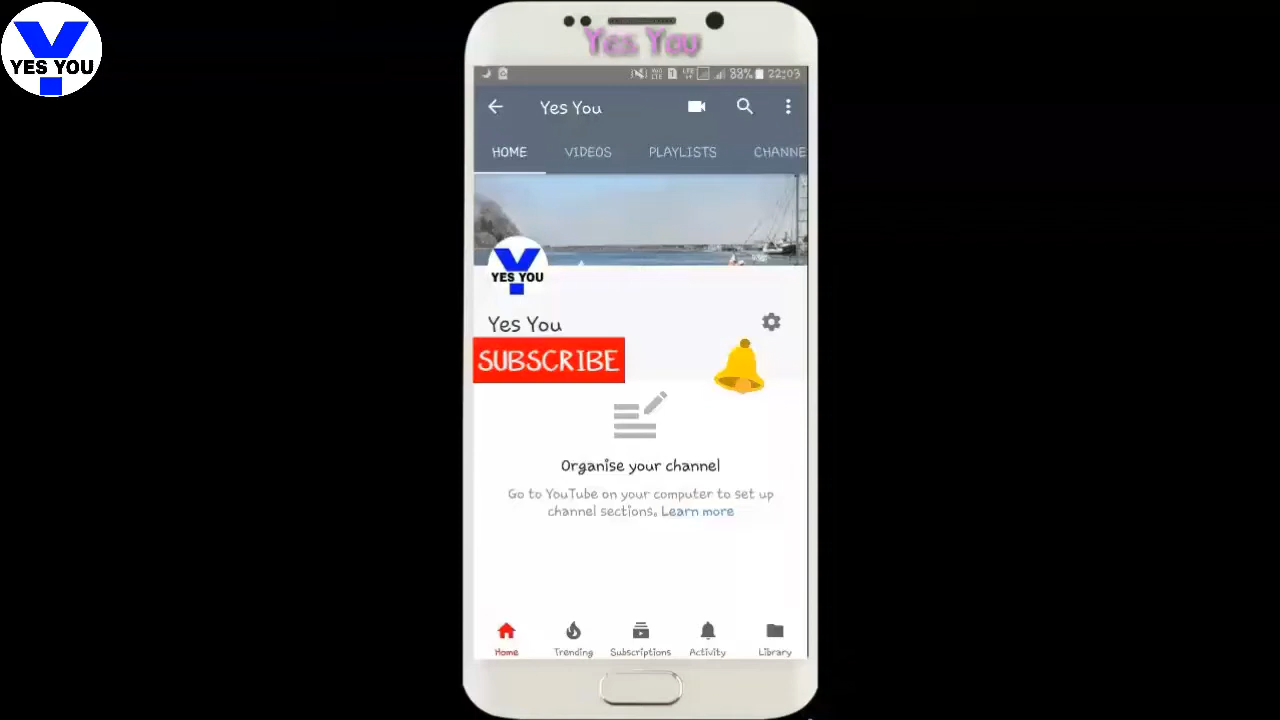 YES YOU
Yes You
88% 22:03
Yes You
HOME VIDEOS PLAYLISTS CHANNE
YES YOU
Yes You
SUBSCRIBE
Organise your channel
Go to YouTube on your computer to set up
channel sections. Learn more
Home Trending Subscriptions Activity Library